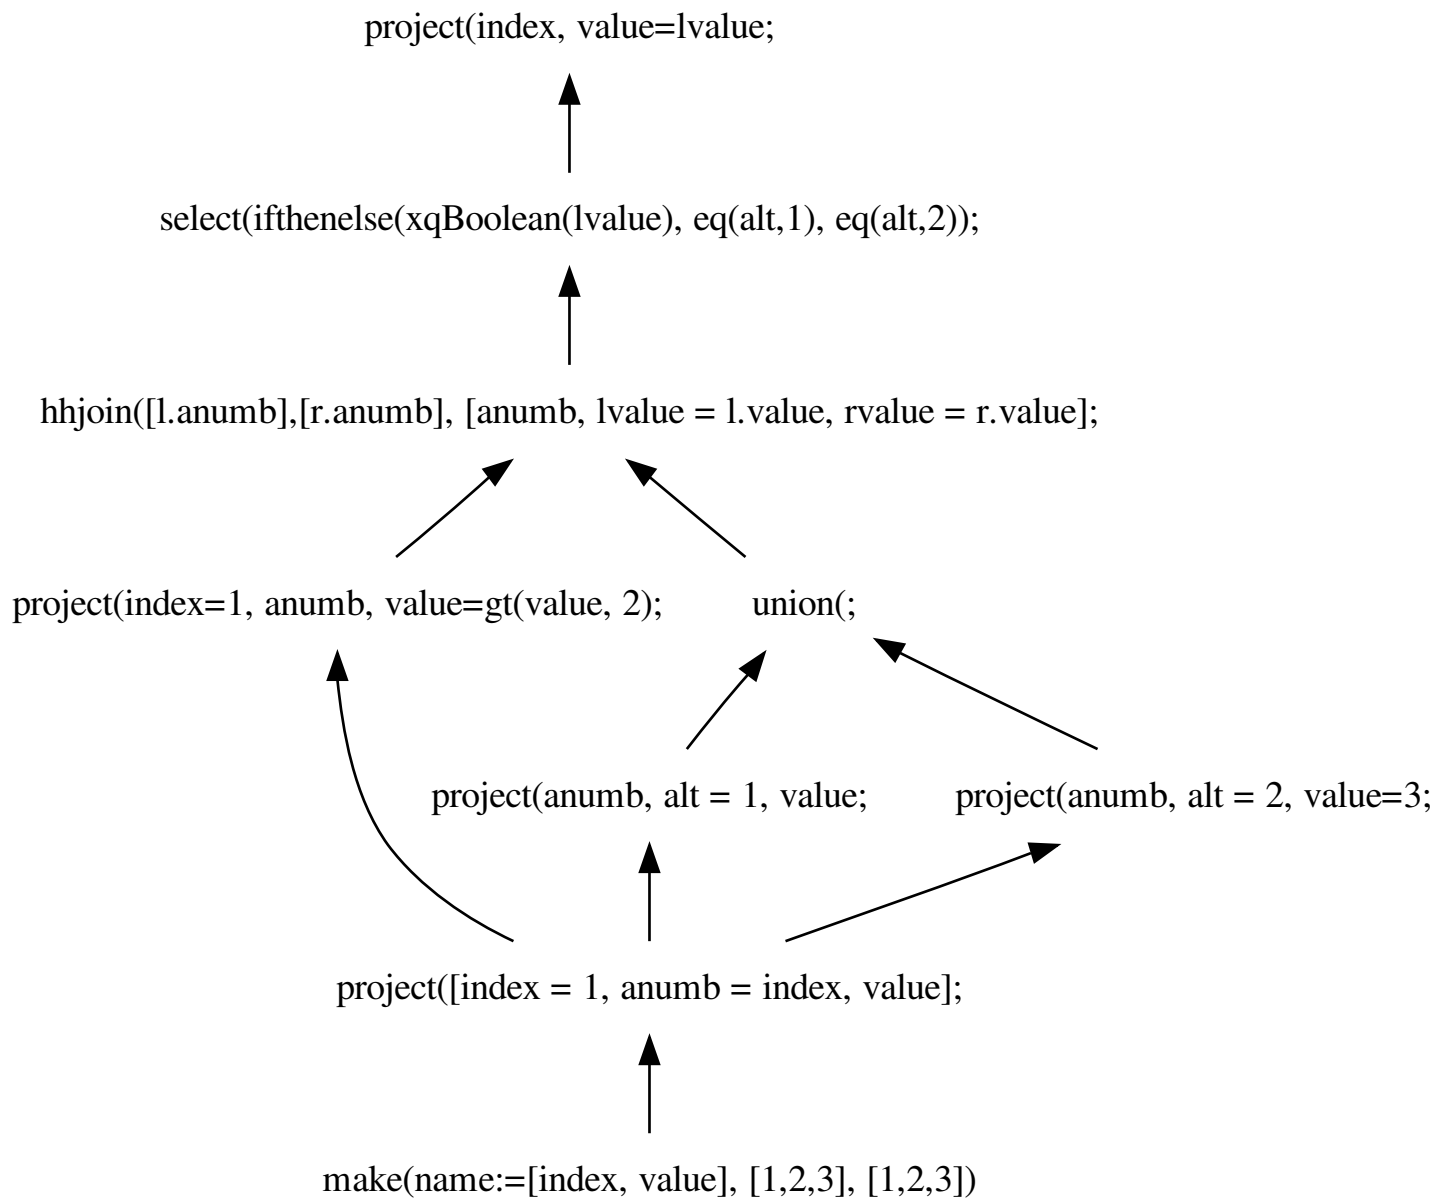 project(index, value=lvalue;
select(ifthenelse(xqBoolean(lvalue), eq(alt,1), eq(alt,2));
hhjoin([l.anumb],[r.anumb], [anumb, lvalue = l.value, rvalue = r.value];
project(index=1, anumb, value=gt(value, 2);
union(;
project(anumb, alt = 1, value;
project(anumb, alt = 2, value=3;
project([index = 1, anumb = index, value];
make(name:=[index, value], [1,2,3], [1,2,3])